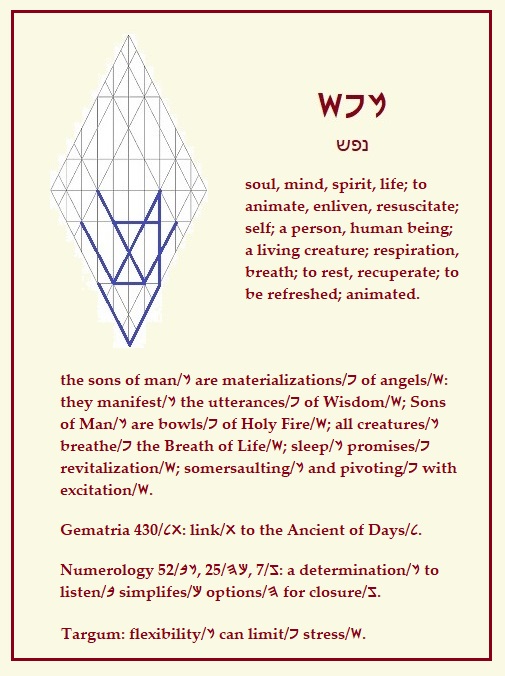 𐤍𐤐𐤔
נפש
soul, mind, spirit, life; to
animate, enliven, resuscitate;
self; a person, human being;
a living creature; respiration,
breath; to rest, recuperate; to
be refreshed; animated.
the sons of man/𐤍 are materializations/𐤐 of angels/𐤔:
they manifest/𐤍 the utterances/𐤐 of Wisdom/𐤔; Sons
of Man/𐤍 are bowls/𐤐 of Holy Fire/𐤔; all creatures/𐤍
breathe/𐤐 the Breath of Life/𐤔; sleep/𐤍 promises/𐤐
revitalization/𐤔; somersaulting/𐤍 and pivoting/𐤐 with
excitation/𐤔.
Gematria 430/𐤕𐤋: link/𐤕 to the Ancient of Days/𐤋.
Numerology 52/𐤍𐤁, 25/𐤊𐤄, 7/𐤆: a determination/𐤍 to
listen/𐤁 simplifes/𐤊 options/𐤄 for closure/𐤆.
Targum: flexibility/𐤍 can limit/𐤐 stress/𐤔.